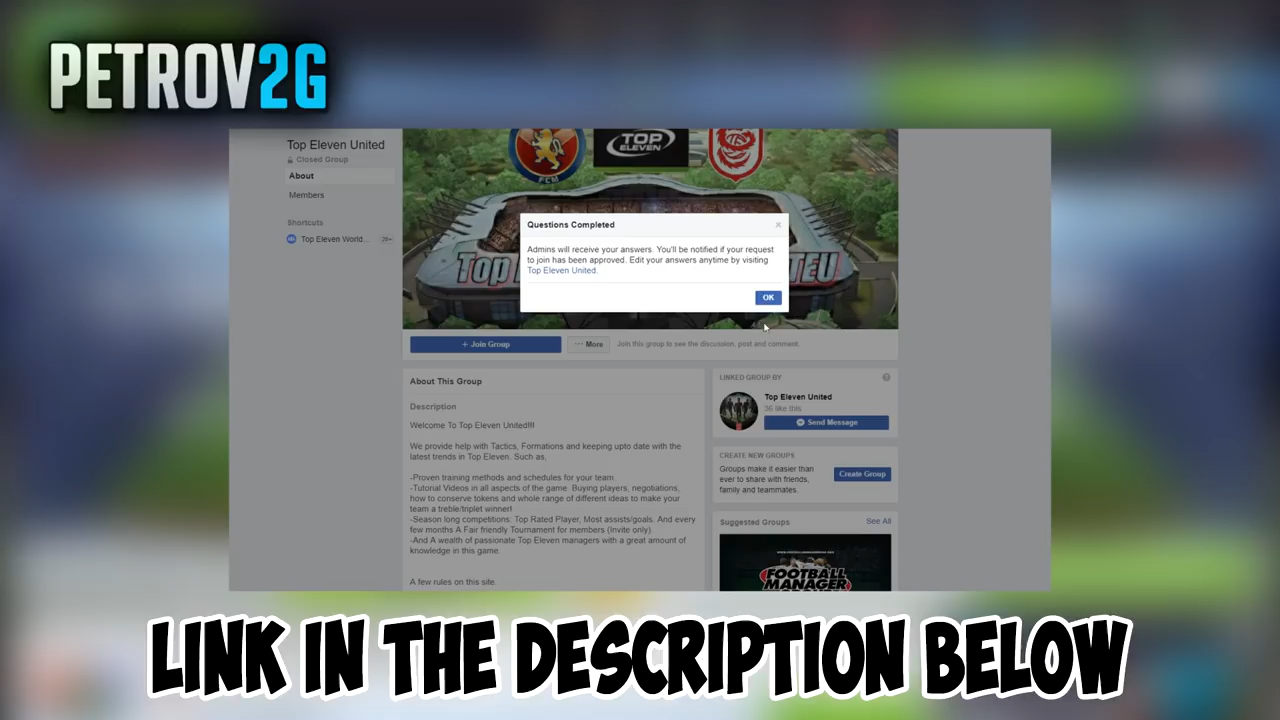 PETROV2G
Top Eleven United
Closed Group
About
Members
Shortcuts
Top Eleven World...
TOP
ELEVEN
FCM
Questions Completed
Admins will receive your answers. You'll be notified if your request
to join has been approved. Edit your answers anytime by visiting
Top Eleven United.
OK
TEU
+ Join Group
··· More
Join this group to see the discussion, post and comment.
About This Group
Description
Welcome To Top Eleven United!!!
We provide help with Tactics, Formations and keeping upto date with the
latest trends in Top Eleven. Such as,
-Proven training methods and schedules for your team
-Tutorial Videos in all aspects of the game. Buying players, negotiations,
how to conserve tokens and whole range of different ideas to make your
team a treble/triplet winner!
-Season long competitions: Top Rated Player, Most assists/goals. And every
few months A Fair friendly Tournament for members (Invite only).
-And A wealth of passionate Top Eleven managers with a great amount of
knowledge in this game
A few rules on this site
LINKED GROUP BY
Top Eleven United
36 like this
Send Message
CREATE NEW GROUPS
Groups make it easier than
ever to share with friends,
family and teammates.
Create Group
Suggested Groups
See All
FOOTBALL
MANAGER
LINK IN THE DESCRIPTION BELOW